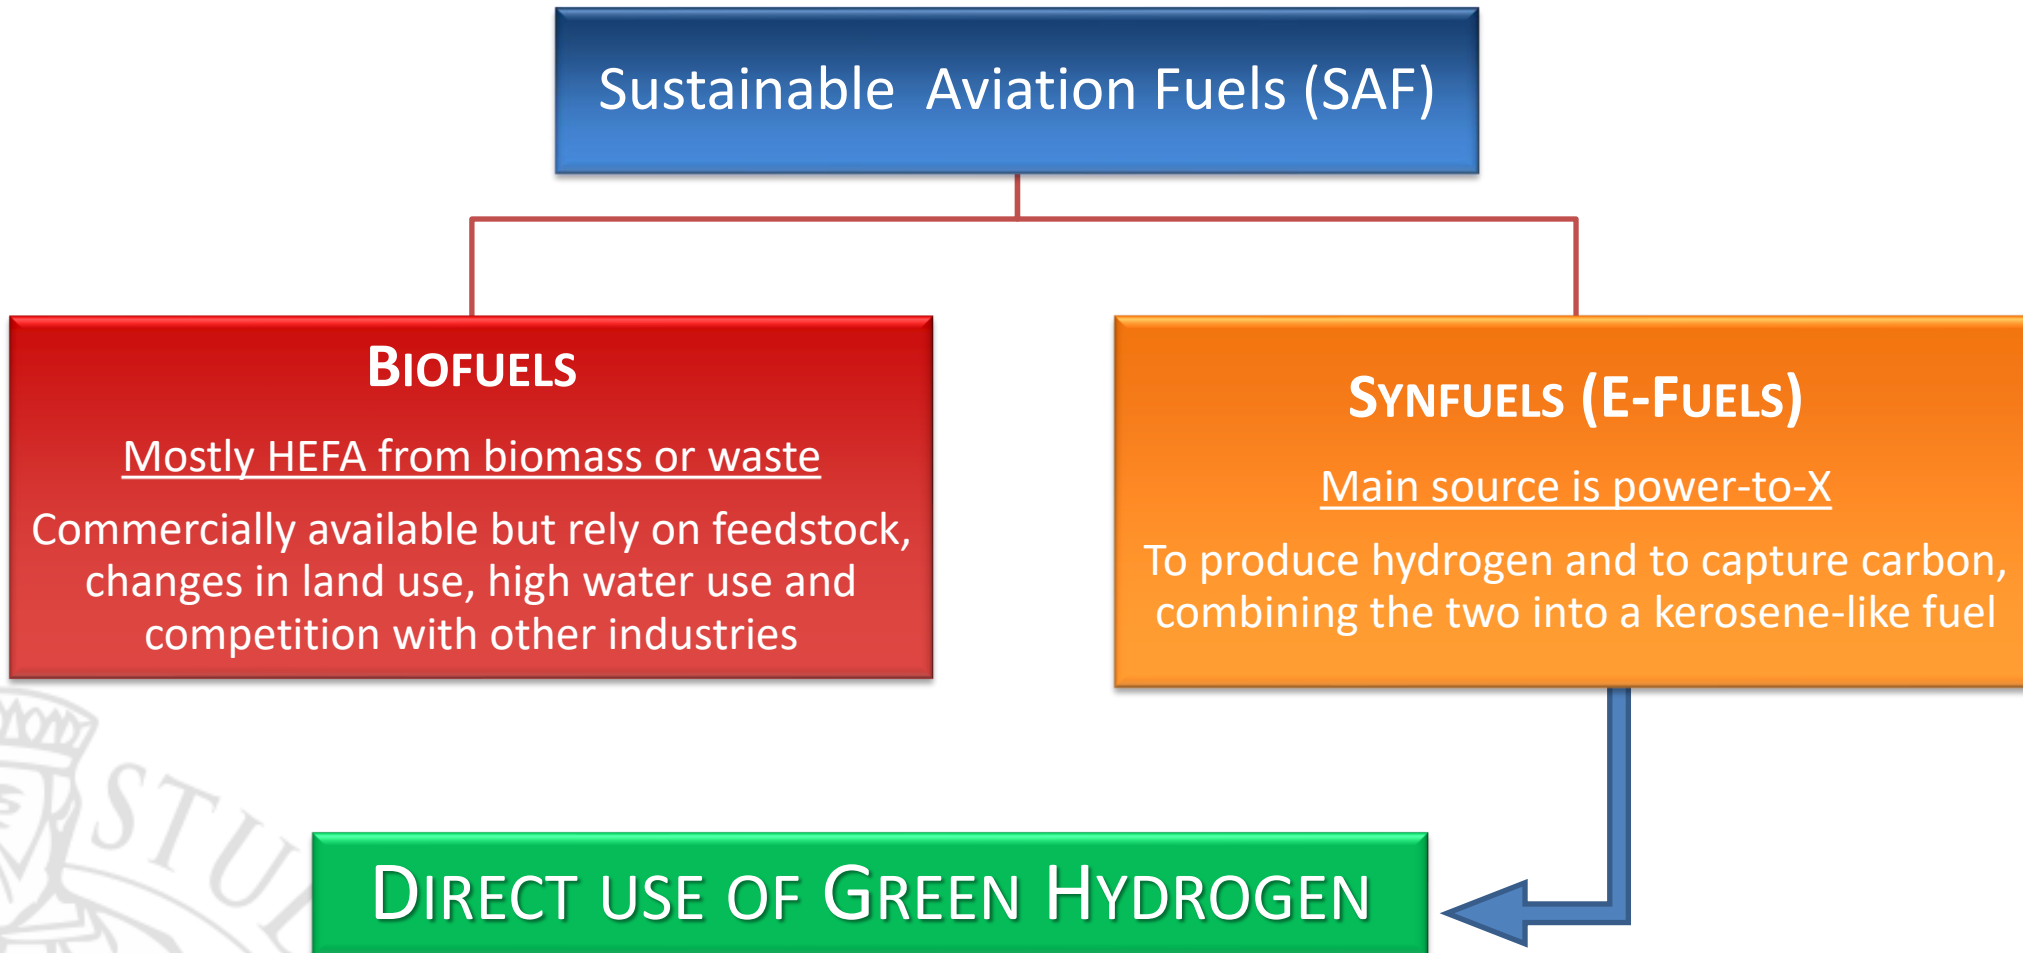 Sustainable Aviation Fuels (SAF)
BIOFUELS
Mostly HEFA from biomass or waste
Commercially available but rely on feedstock,
changes in land use, high water use and
competition with other industries
SYNFUELS (E-FUELS)
Main source is power-to-X
To produce hydrogen and to capture carbon,
combining the two into a kerosene-like fuel
STU
DIRECT USE OF GREEN HYDROGEN